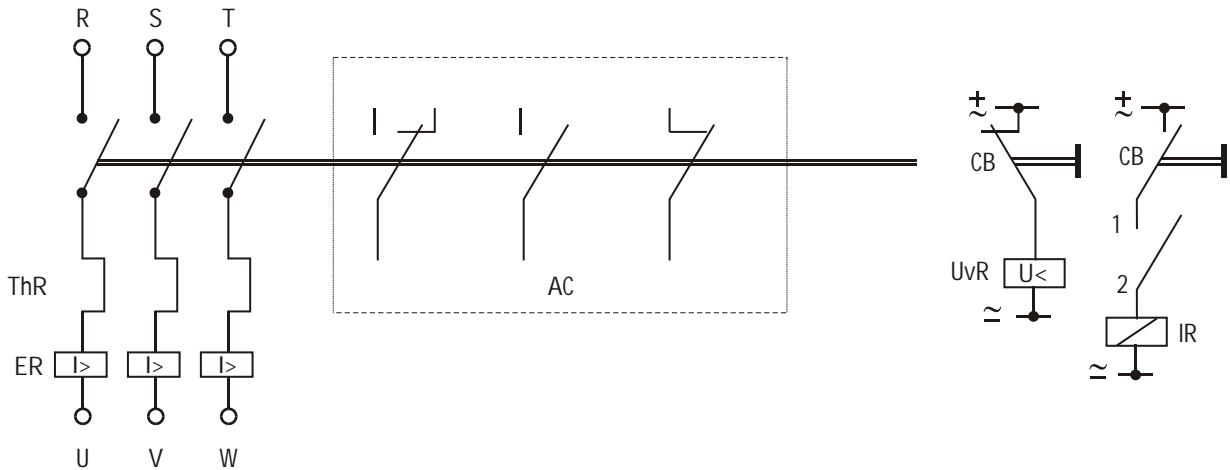 R S T
+ +
~ ~
CB CB
1
ThR AC UvR U< 2
≃ IR
ER I> I> I> ≃
U V W